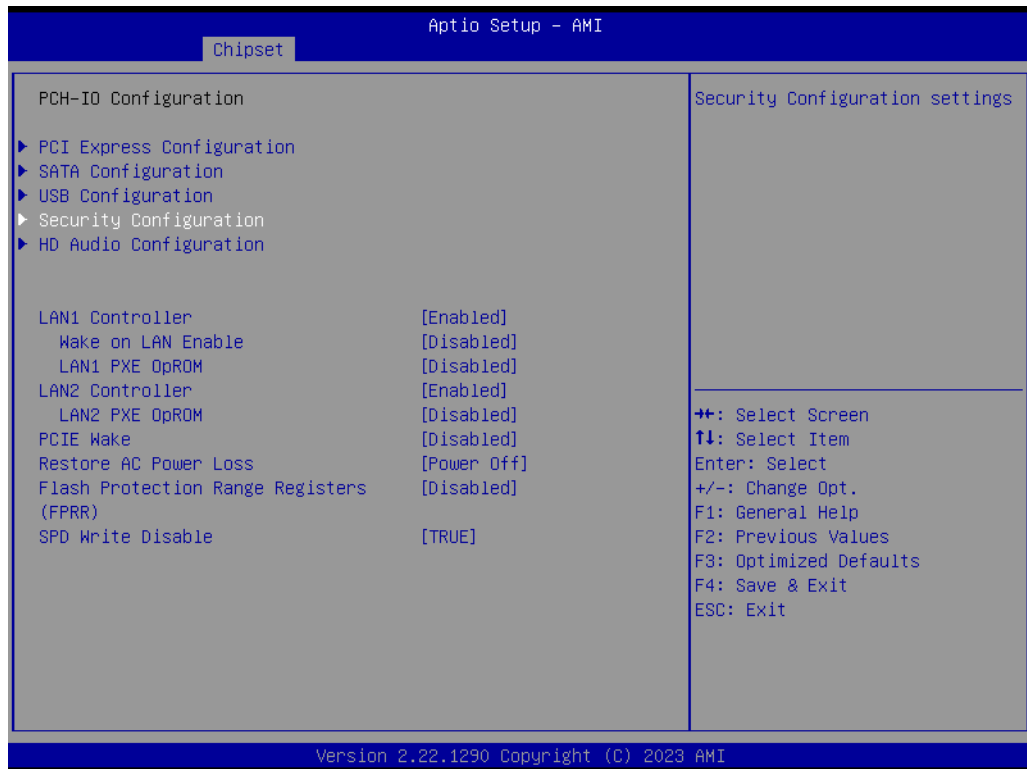 Aptio Setup – AMI
Chipset
PCH-IO Configuration
Security Configuration settings
▶ PCI Express Configuration
▶ SATA Configuration
▶ USB Configuration
▶ Security Configuration
▶ HD Audio Configuration
LAN1 Controller [Enabled]
Wake on LAN Enable [Disabled]
LAN1 PXE OpROM [Disabled]
LAN2 Controller [Enabled]
LAN2 PXE OpROM [Disabled]
PCIE Wake [Disabled]
Restore AC Power Loss [Power Off]
Flash Protection Range Registers [Disabled]
(FPRR)
SPD Write Disable [TRUE]
→←: Select Screen
↑↓: Select Item
Enter: Select
+/-: Change Opt.
F1: General Help
F2: Previous Values
F3: Optimized Defaults
F4: Save & Exit
ESC: Exit
Version 2.22.1290 Copyright (C) 2023 AMI